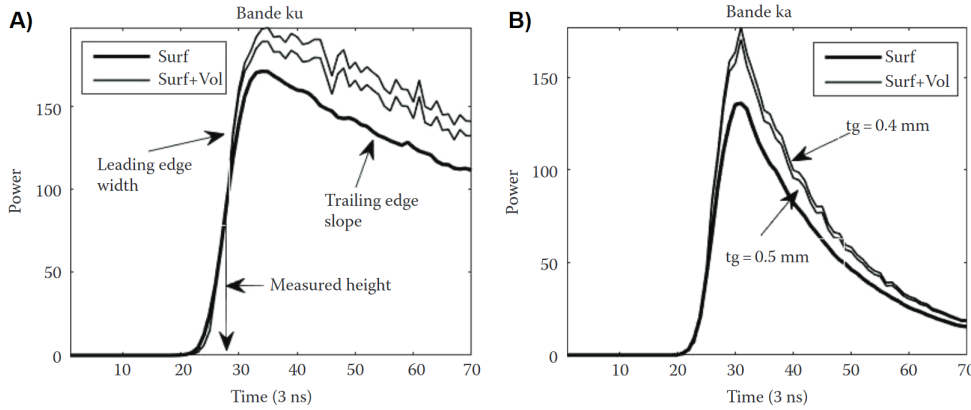 A)
Bande ku
Surf
Surf+Vol
Leading edge
width
Trailing edge
slope
Measured height
Power
150
100
50
0
10 20 30 40 50 60 70
Time (3 ns)
B)
Bande ka
Surf
Surf+Vol
tg = 0.4 mm
tg = 0.5 mm
Power
150
100
50
0
10 20 30 40 50 60 70
Time (3 ns)